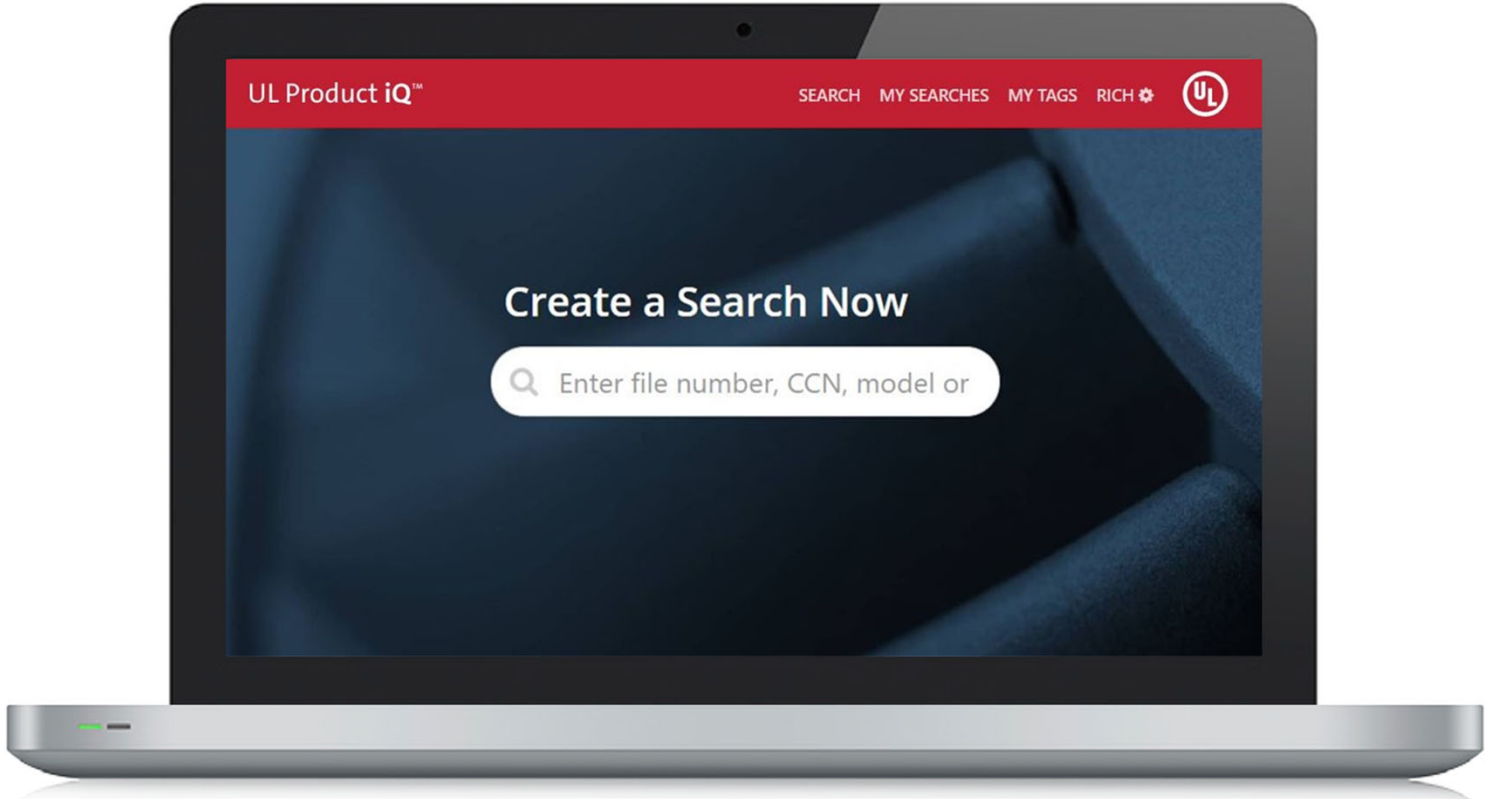 UL Product iQ™
SEARCH MY SEARCHES MY TAGS RICH
UL
Create a Search Now
Enter file number, CCN, model or